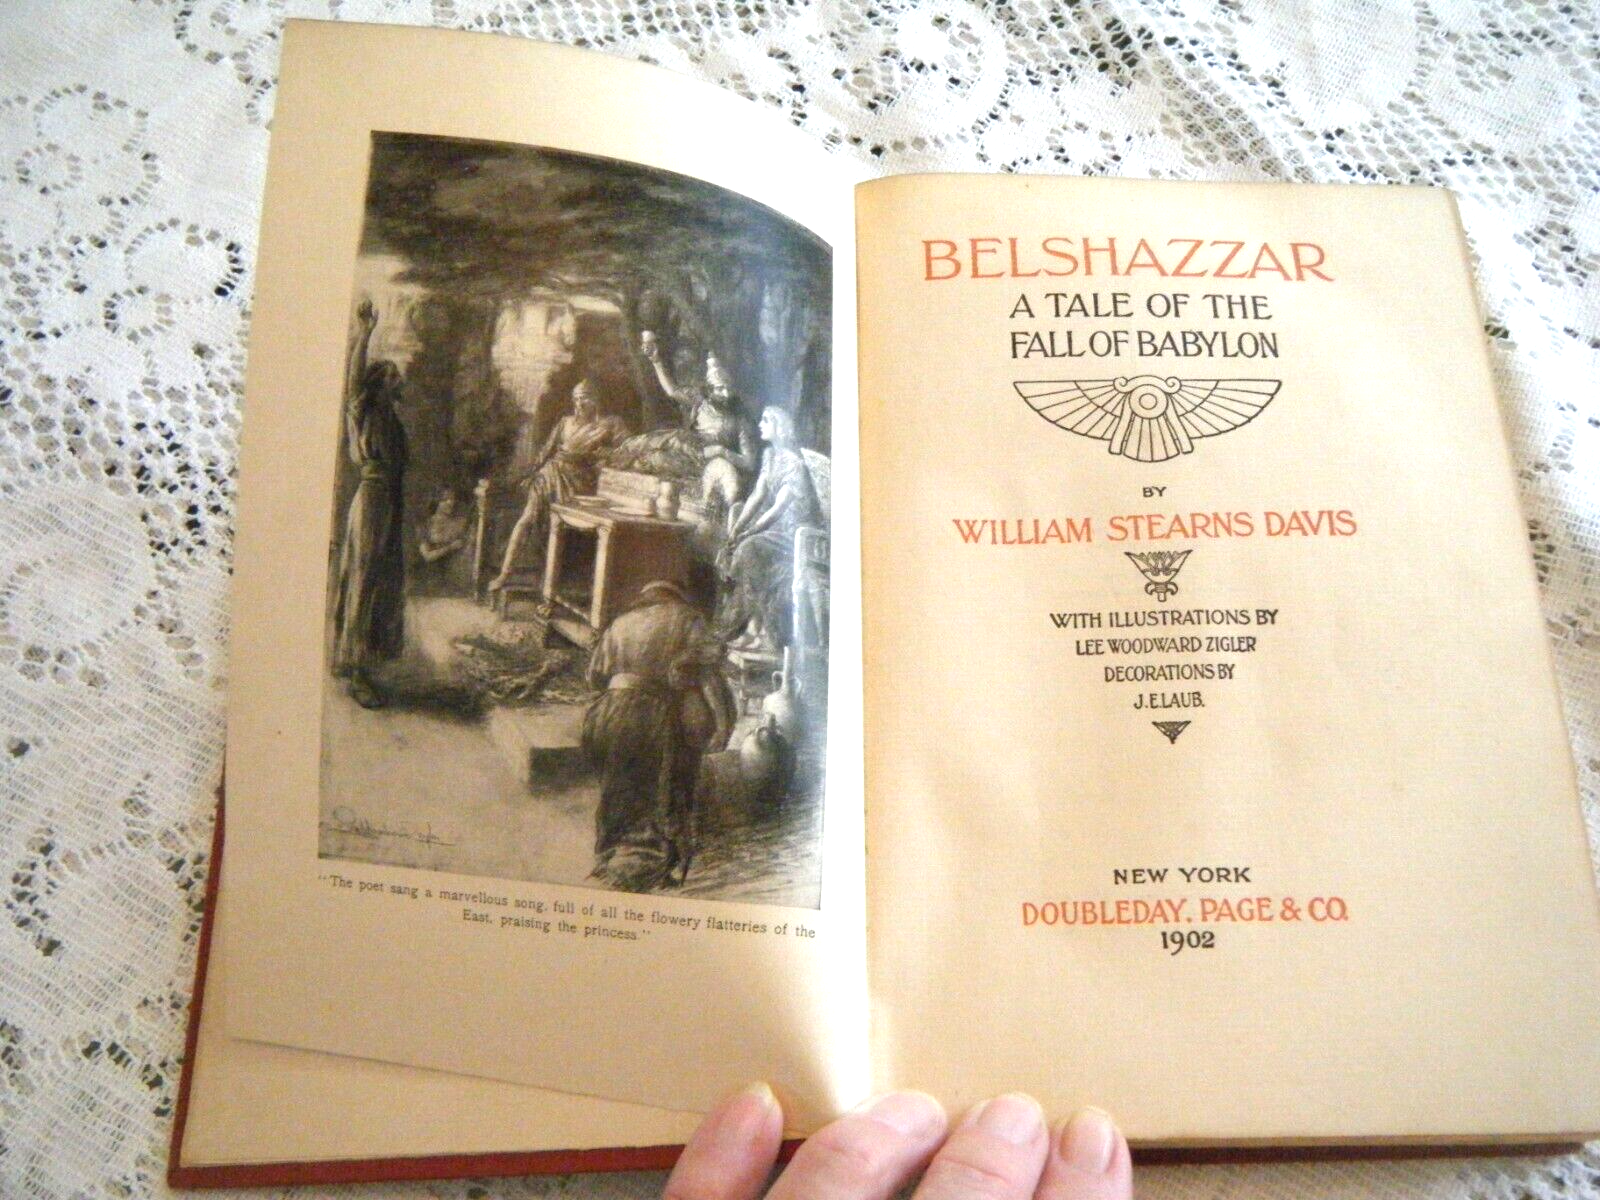 "The poet sang a marvellous song, full of all the flowery flatteries of the
East, praising the princess."
BELSHAZZAR
A TALE OF THE
FALL OF BABYLON
BY
WILLIAM STEARNS DAVIS
WITH ILLUSTRATIONS BY
LEE WOODWARD ZIGLER
DECORATIONS BY
J.E.LAUB.
NEW YORK
DOUBLEDAY, PAGE & CO.
1902